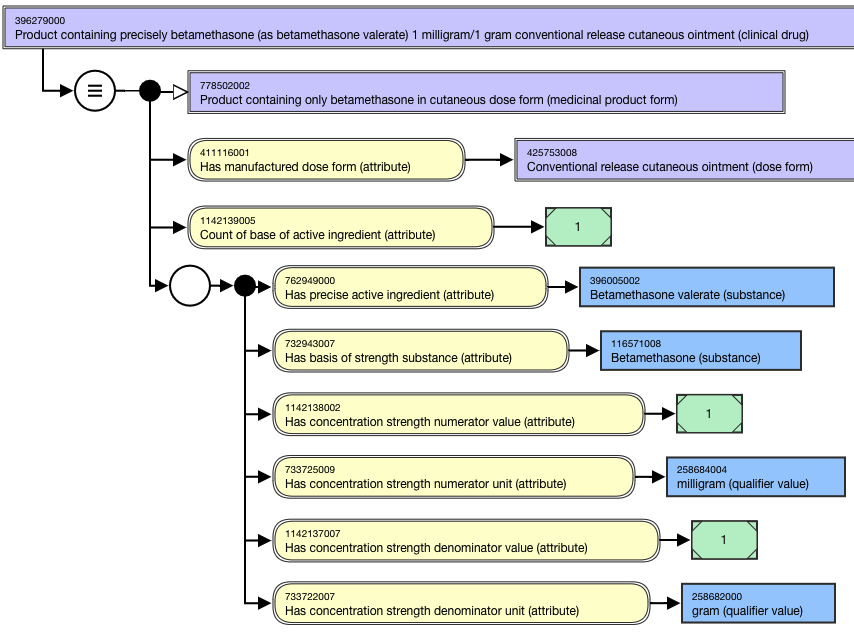 396279000
Product containing precisely betamethasone (as betamethasone valerate) 1 milligram/1 gram conventional release cutaneous ointment (clinical drug)
778502002
Product containing only betamethasone in cutaneous dose form (medicinal product form)
411116001
Has manufactured dose form (attribute)
425753008
Conventional release cutaneous ointment (dose form)
1142139005
Count of base of active ingredient (attribute)
1
762949000
Has precise active ingredient (attribute)
396005002
Betamethasone valerate (substance)
732943007
Has basis of strength substance (attribute)
116571008
Betamethasone (substance)
1142138002
Has concentration strength numerator value (attribute)
1
733725009
Has concentration strength numerator unit (attribute)
258684004
milligram (qualifier value)
1142137007
Has concentration strength denominator value (attribute)
1
733722007
Has concentration strength denominator unit (attribute)
258682000
gram (qualifier value)